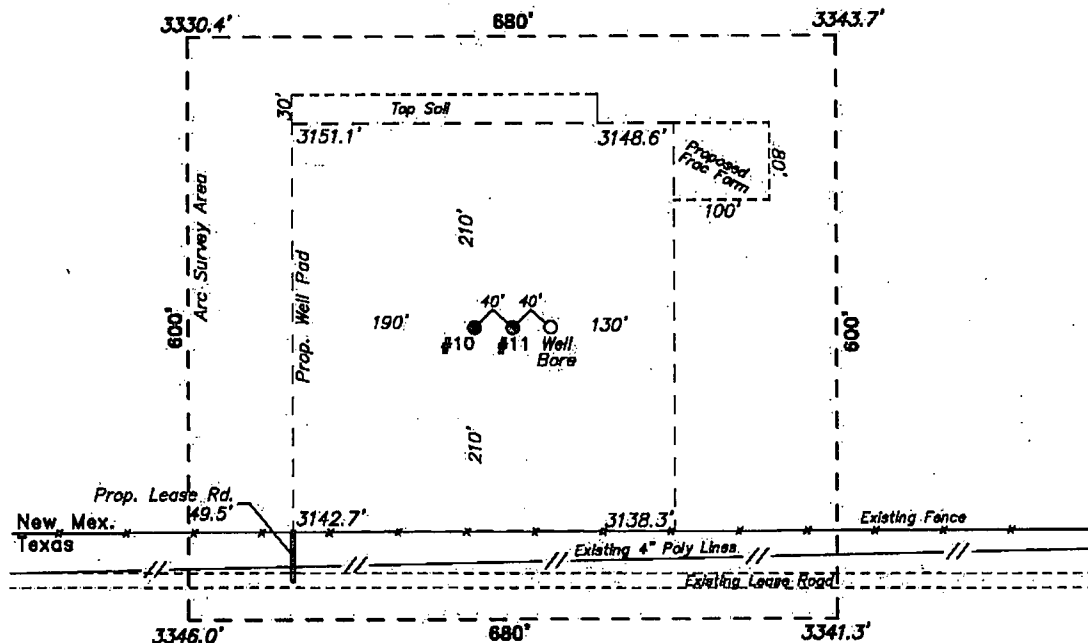 3330.4' 680' 3343.7'
30' Top Soil
3151.1' 3148.6'
Proposed
Frac Farm
80'
100'
Arc Survey Area
Prop. Well Pad
210'
600' 190' 40' 40' 130' 600'
#10 #11 Well
Bore
210'
Prop. Lease Rd.
49.5' 3142.7' 3138.3'
New Mex. Existing Fence
Texas
Existing 4" Poly Lines
Existing Lease Road
3346.0' 680' 3341.3'